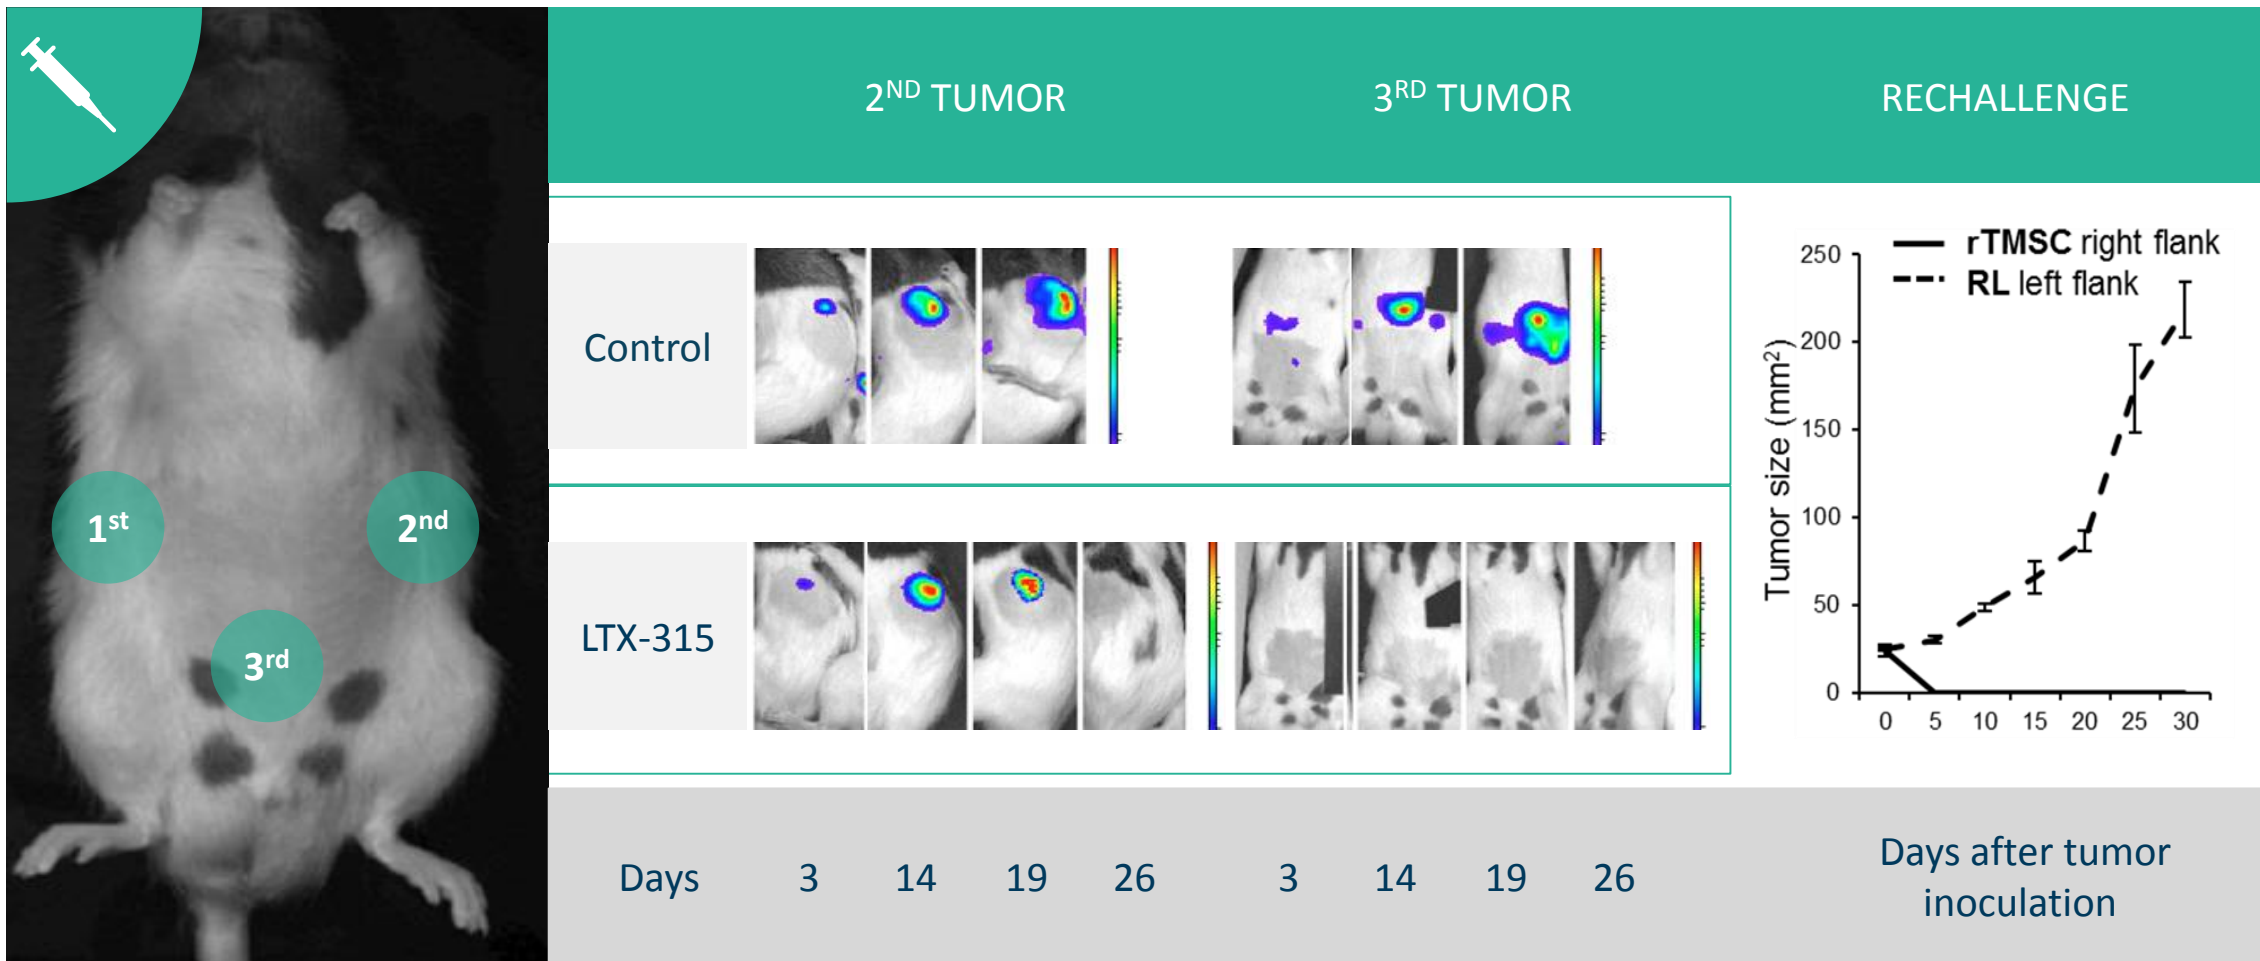 2ND TUMOR
3RD TUMOR
RECHALLENGE
1st
2nd
3rd
Control
LTX-315
Days
3
14
19
26
3
14
19
26
rTMSC right flank
RL left flank
Tumor size (mm²)
250
200
150
100
50
0
0
5
10
15
20
25
30
Days after tumor
inoculation